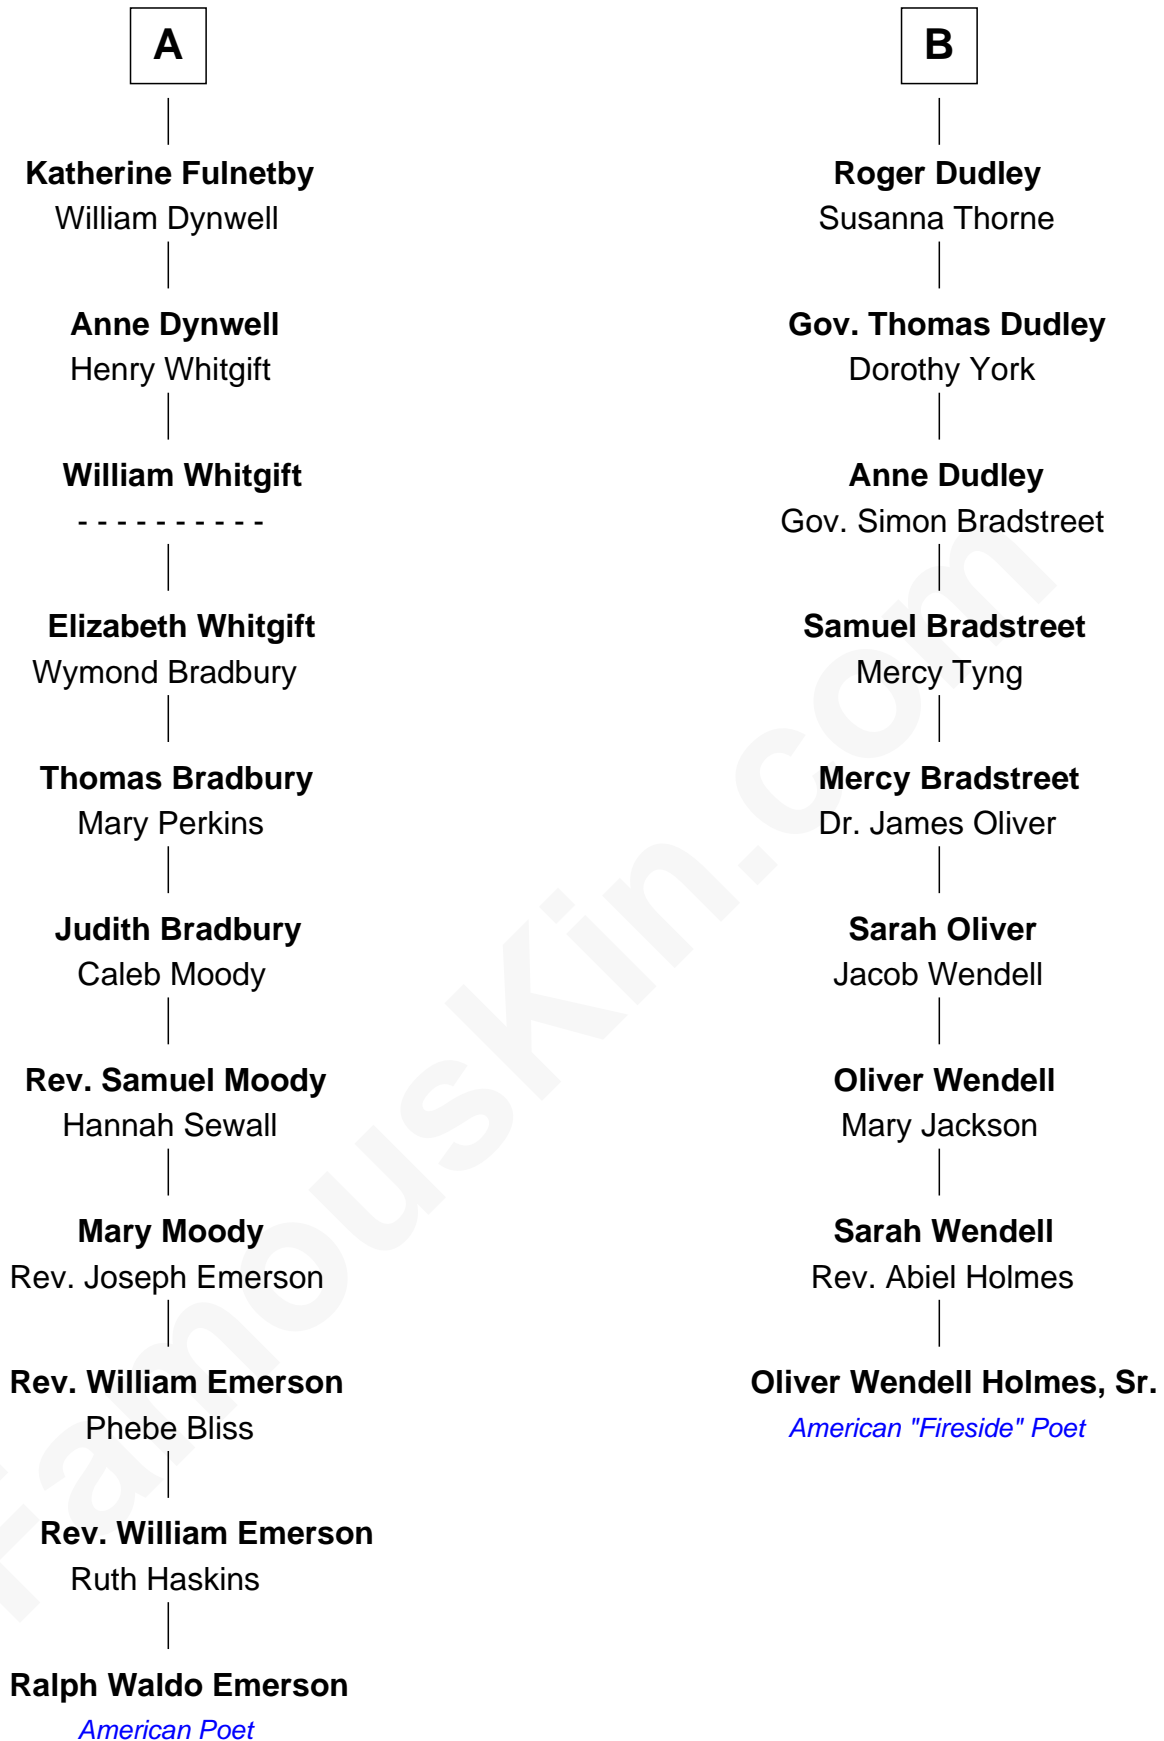 A
Katherine Fulnetby
William Dynwell
Anne Dynwell
Henry Whitgift
William Whitgift
- - - - - - - - - -
Elizabeth Whitgift
Wymond Bradbury
Thomas Bradbury
Mary Perkins
Judith Bradbury
Caleb Moody
Rev. Samuel Moody
Hannah Sewall
Mary Moody
Rev. Joseph Emerson
Rev. William Emerson
Phebe Bliss
Rev. William Emerson
Ruth Haskins
Ralph Waldo Emerson
American Poet
B
Roger Dudley
Susanna Thorne
Gov. Thomas Dudley
Dorothy York
Anne Dudley
Gov. Simon Bradstreet
Samuel Bradstreet
Mercy Tyng
Mercy Bradstreet
Dr. James Oliver
Sarah Oliver
Jacob Wendell
Oliver Wendell
Mary Jackson
Sarah Wendell
Rev. Abiel Holmes
Oliver Wendell Holmes, Sr.
American "Fireside" Poet
FamousKin.com